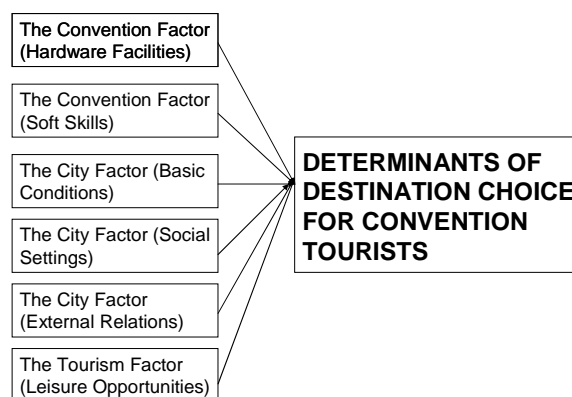 The Convention Factor
(Hardware Facilities)
The Convention Factor
(Soft Skills)
The City Factor (Basic
Conditions)
The City Factor (Social
Settings)
The City Factor
(External Relations)
The Tourism Factor
(Leisure Opportunities)
DETERMINANTS OF
DESTINATION CHOICE
FOR CONVENTION
TOURISTS